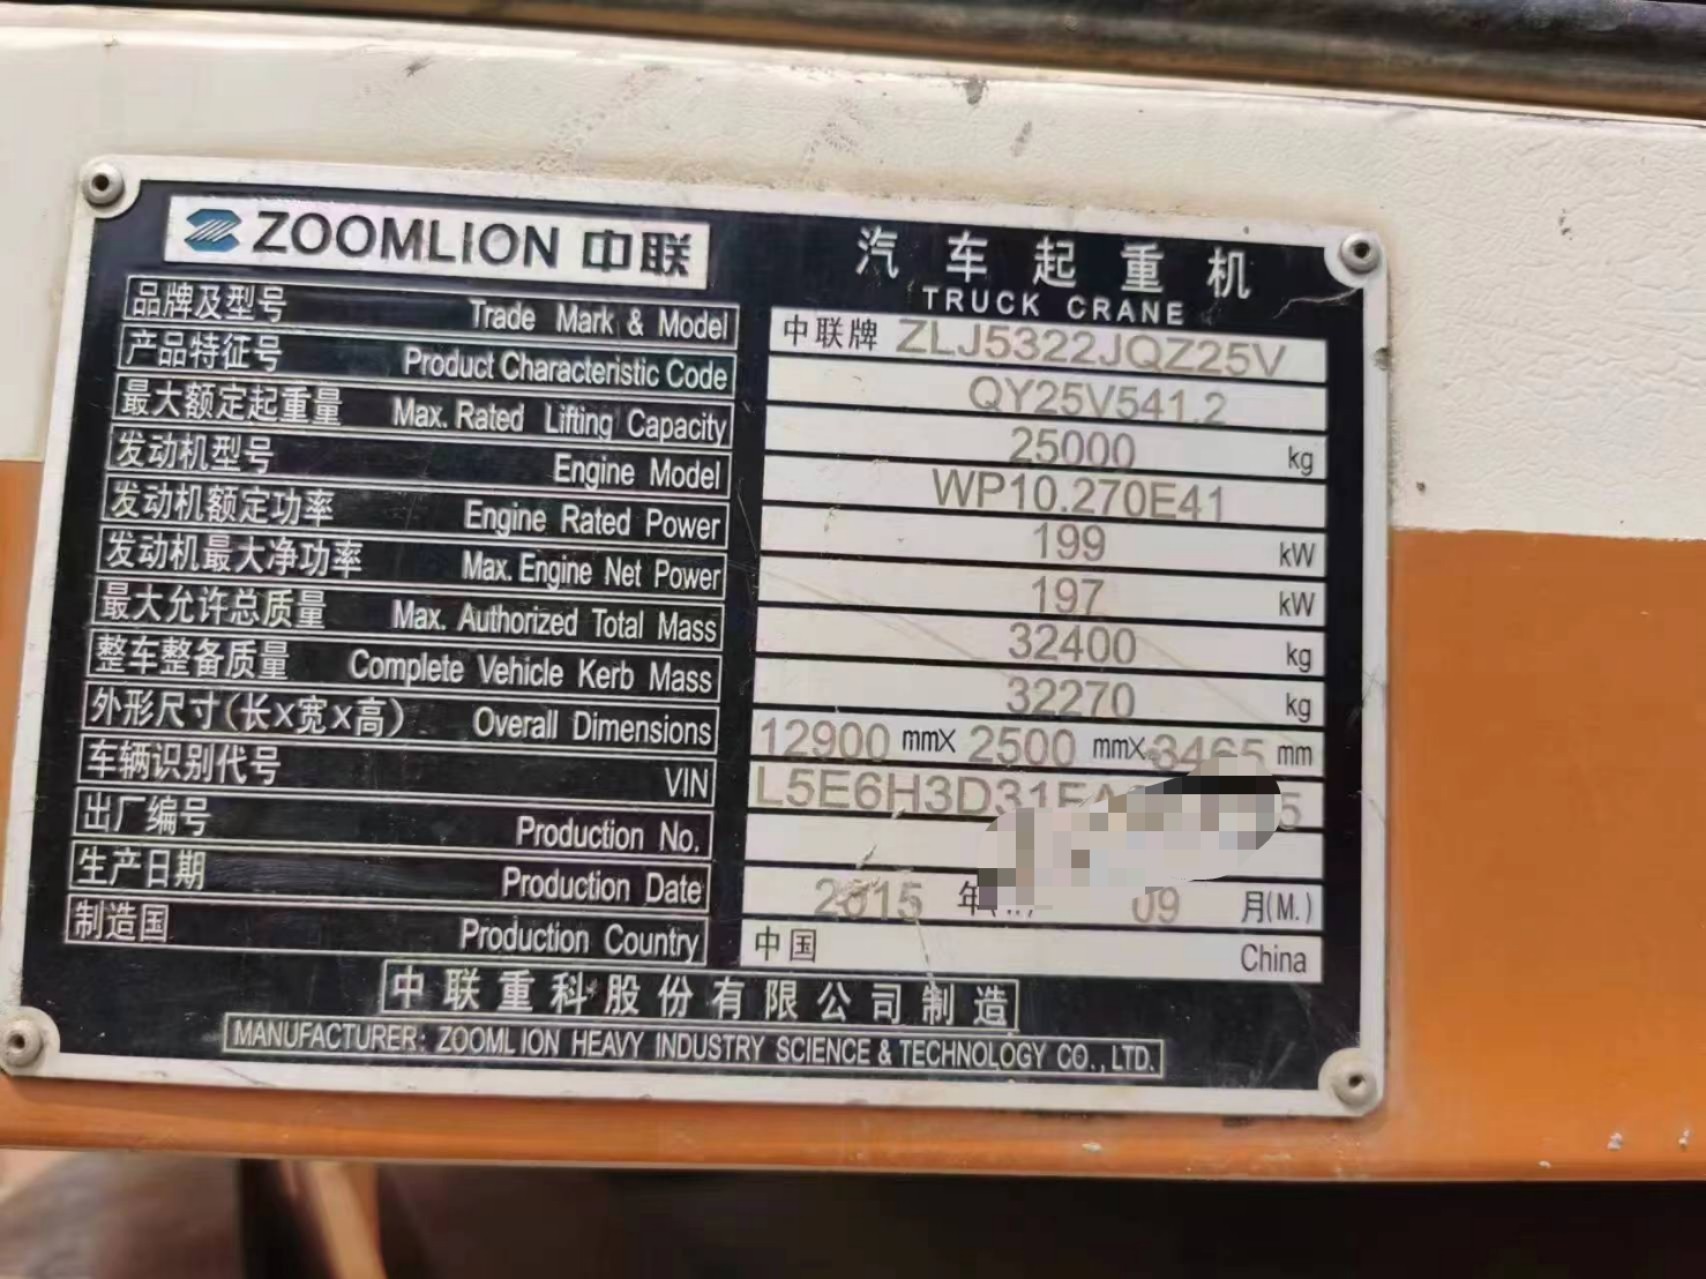 ZOOMLION 中联
汽车起重机
TRUCK CRANE
品牌及型号 Trade Mark & Model 中联牌 ZLJ5322JQZ25V
产品特征号 Product Characteristic Code QY25V541.2
最大额定起重量 Max. Rated Lifting Capacity 25000 kg
发动机型号 Engine Model WP10.270E41
发动机额定功率 Engine Rated Power 199 kW
发动机最大净功率 Max. Engine Net Power 197 kW
最大允许总质量 Max. Authorized Total Mass 32400 kg
整车整备质量 Complete Vehicle Kerb Mass 32270 kg
外形尺寸(长X宽X高) Overall Dimensions 12900 mmX 2500 mmX 3465 mm
车辆识别代号 VIN
出厂编号 Production No.
生产日期 Production Date 2015 年 09 月(M.)
制造国 Production Country 中国 China
中联重科股份有限公司制造
MANUFACTURER: ZOOMLION HEAVY INDUSTRY SCIENCE & TECHNOLOGY CO., LTD.